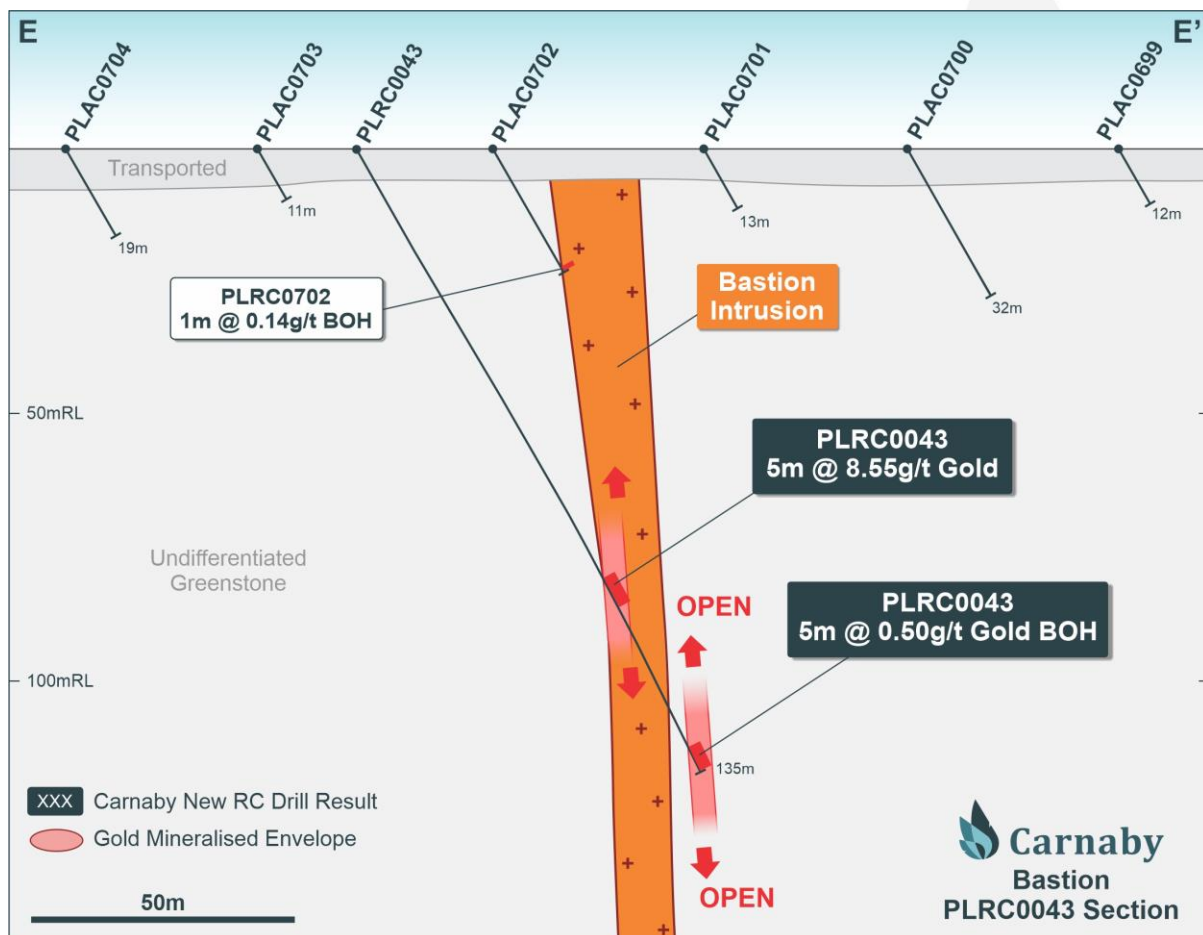 E
E'
PLAC0704
PLAC0703
PLRC0043
PLAC0702
PLAC0701
PLAC0700
PLAC0699
Transported
19m
11m
13m
32m
12m
PLRC0702
1m @ 0.14g/t BOH
Bastion
Intrusion
50mRL
PLRC0043
5m @ 8.55g/t Gold
Undifferentiated
Greenstone
OPEN
PLRC0043
5m @ 0.50g/t Gold BOH
100mRL
135m
XXX Carnaby New RC Drill Result
Gold Mineralised Envelope
OPEN
50m
Carnaby
Bastion
PLRC0043 Section